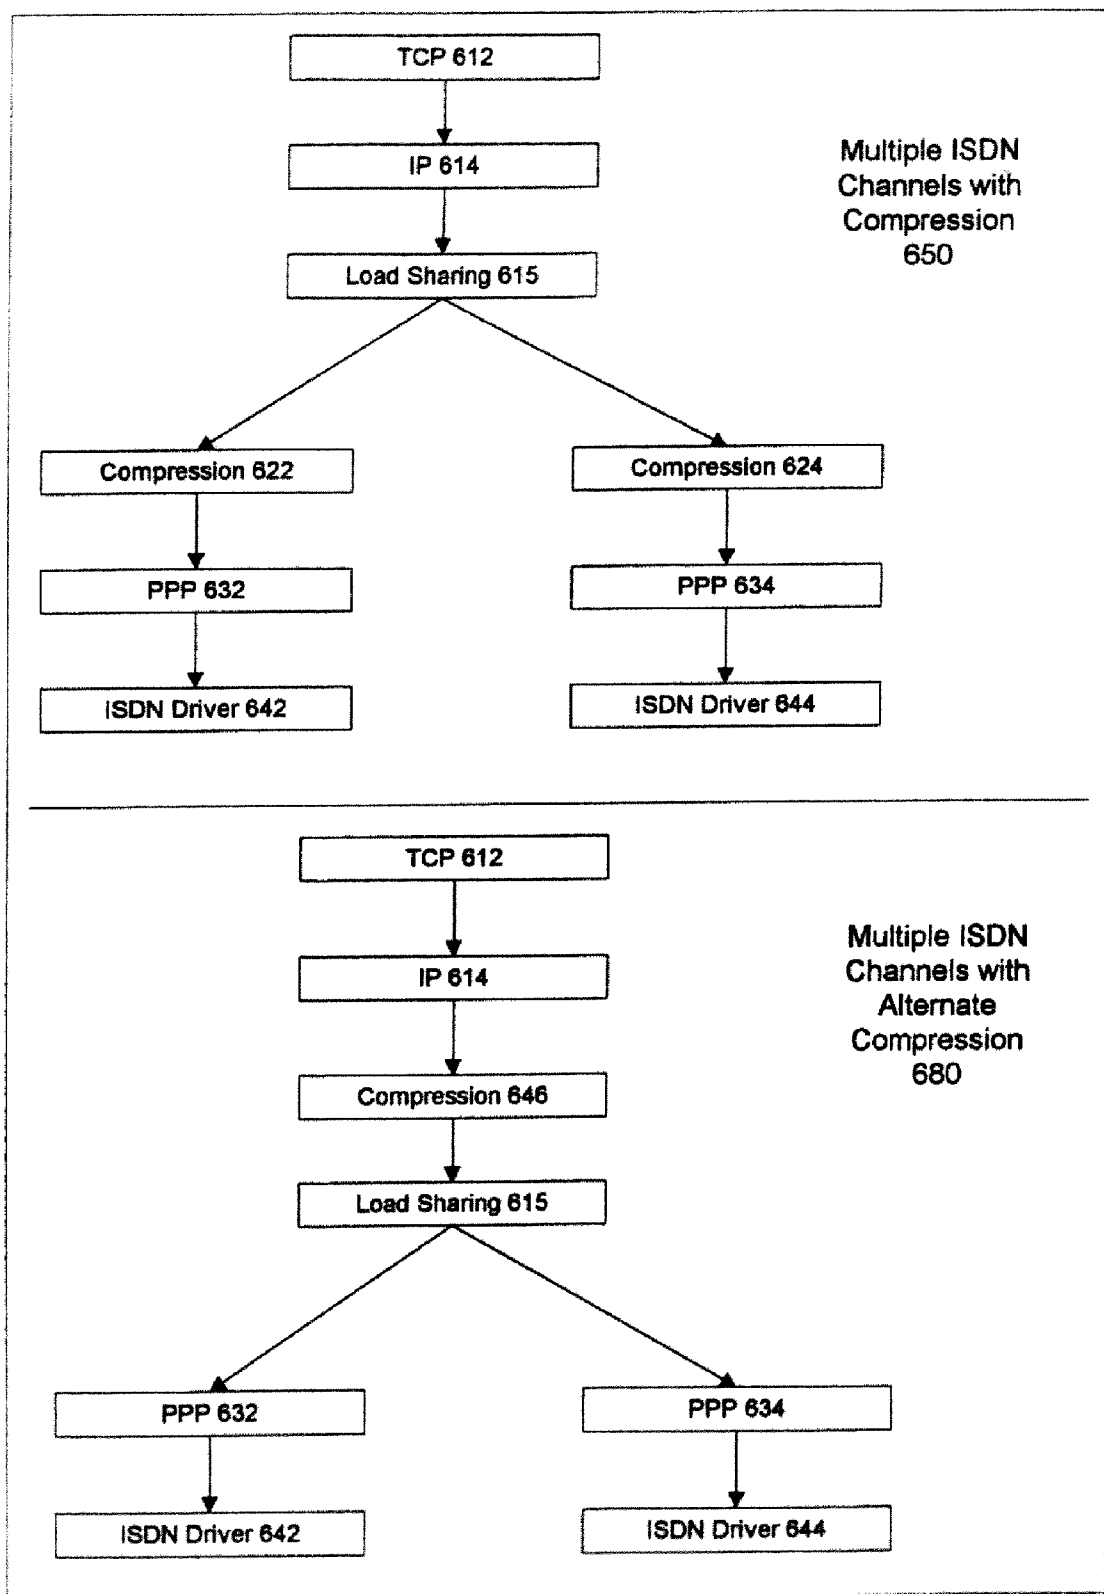 TCP 612
IP 614
Multiple ISDN
Channels with
Compression
650
Load Sharing 615
Compression 622
Compression 624
PPP 632
PPP 634
ISDN Driver 642
ISDN Driver 644
TCP 612
IP 614
Multiple ISDN
Channels with
Alternate
Compression
680
Compression 646
Load Sharing 615
PPP 632
PPP 634
ISDN Driver 642
ISDN Driver 644